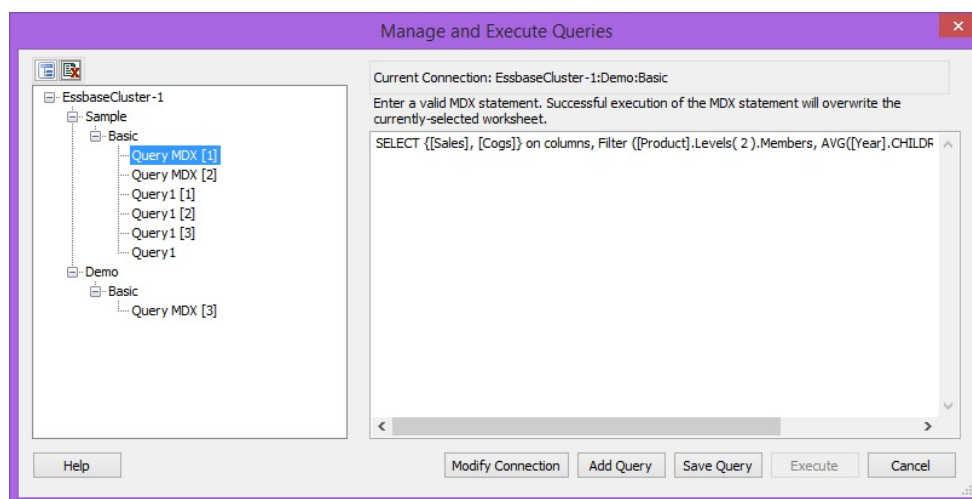 Manage and Execute Queries
EssbaseCluster-1
Sample
Basic
Query MDX [1]
Query MDX [2]
Query1 [1]
Query1 [2]
Query1 [3]
Query1
Demo
Basic
Query MDX [3]
Current Connection: EssbaseCluster-1:Demo:Basic
Enter a valid MDX statement. Successful execution of the MDX statement will overwrite the
currently-selected worksheet.
SELECT {[Sales], [Cogs]} on columns, Filter ([Product].Levels( 2 ).Members, AVG([Year].CHILDR
Help
Modify Connection
Add Query
Save Query
Execute
Cancel